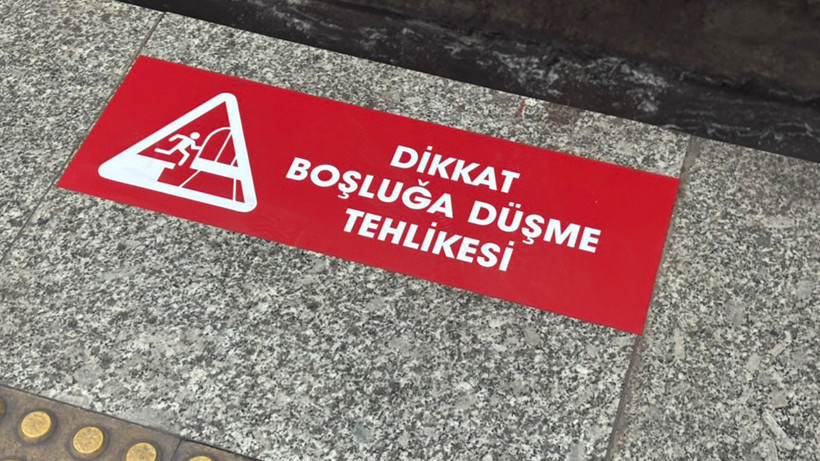 DİKKAT
BOŞLUĞA DÜŞME
TEHLİKESİ